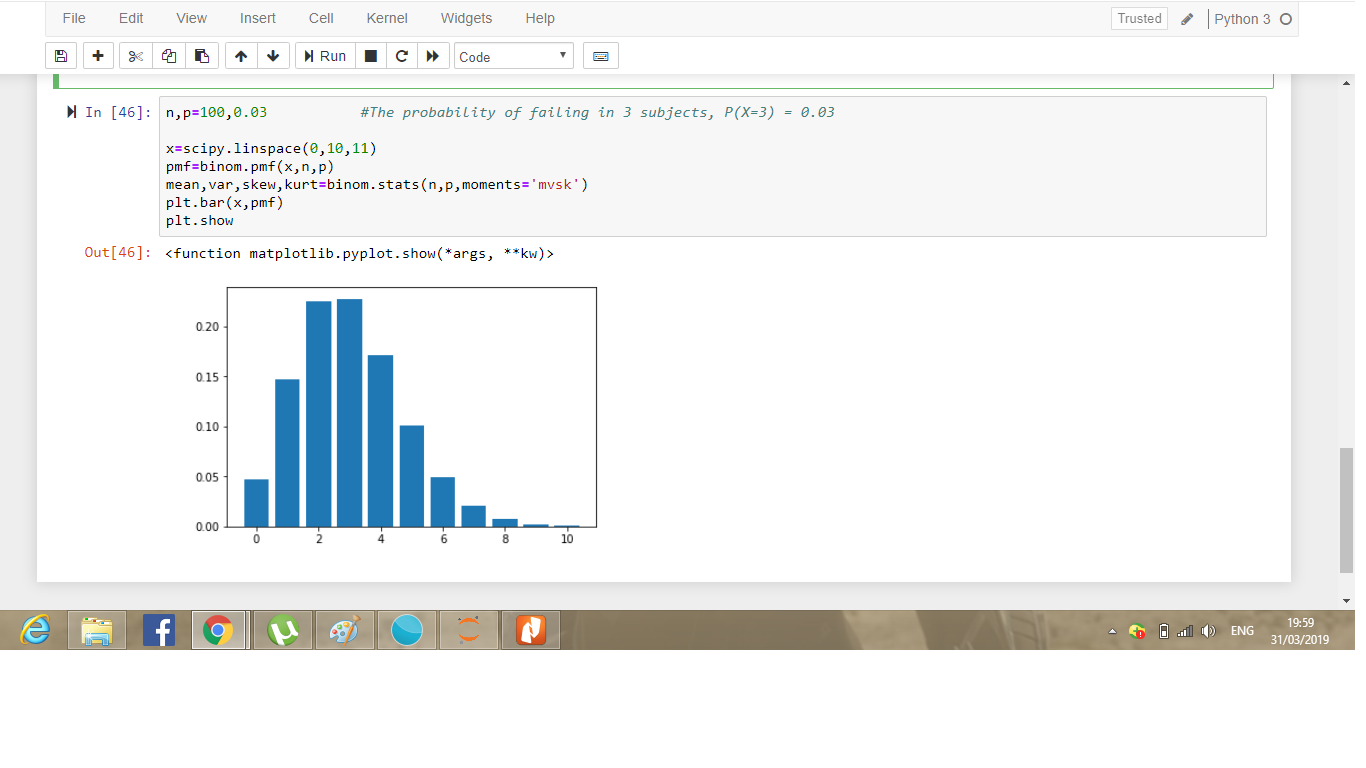 File Edit View Insert Cell Kernel Widgets Help Trusted Python 3
Run Code
In [46]: n,p=100,0.03 #The probability of failing in 3 subjects, P(X=3) = 0.03
x=scipy.linspace(0,10,11)
pmf=binom.pmf(x,n,p)
mean,var,skew,kurt=binom.stats(n,p,moments='mvsk')
plt.bar(x,pmf)
plt.show
Out[46]: <function matplotlib.pyplot.show(*args, **kw)>
0.20
0.15
0.10
0.05
0.00
0 2 4 6 8 10
ENG 19:59
31/03/2019